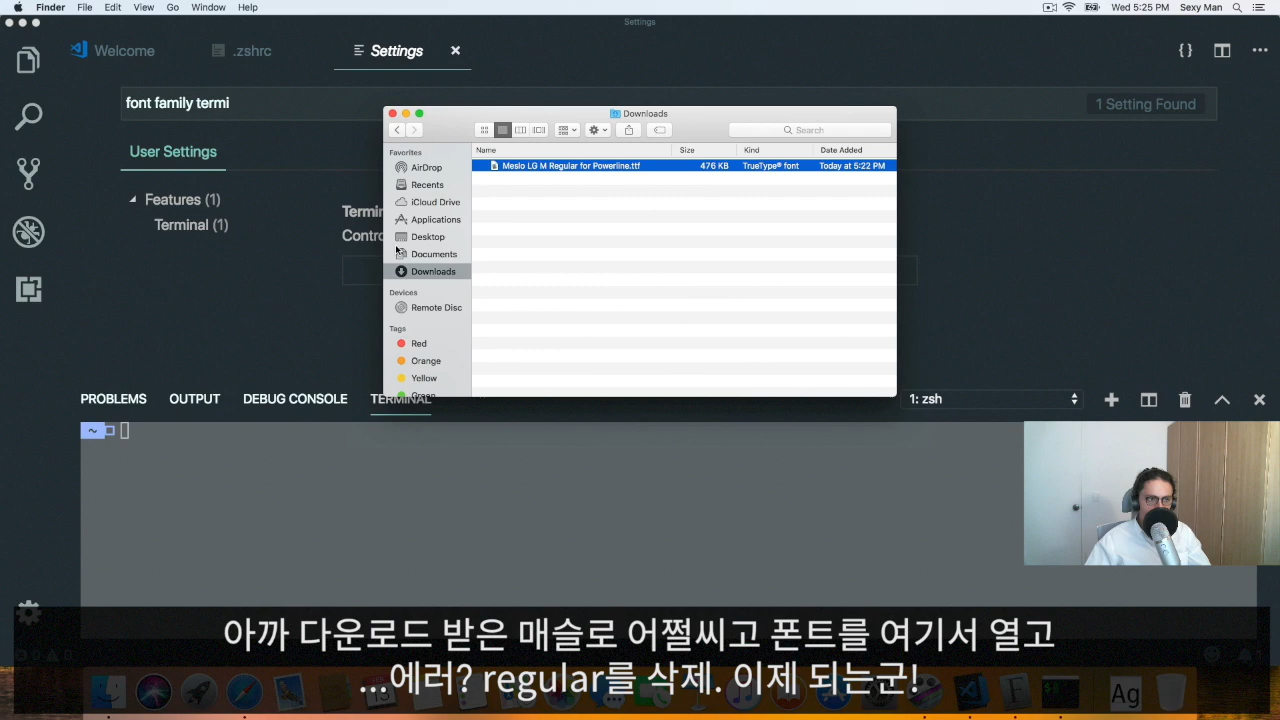 Finder File Edit View Go Window Help
Wed 5:25 PM Sexy Man
Settings
Welcome
.zshrc
Settings
font family termi
1 Setting Found
User Settings
Features (1)
Terminal (1)
Termin
Contro
Downloads
Search
Name Size Kind Date Added
Meslo LG M Regular for Powerline.ttf 476 KB TrueType® font Today at 5:22 PM
Favorites
AirDrop
Recents
iCloud Drive
Applications
Desktop
Documents
Downloads
Devices
Remote Disc
Tags
Red
Orange
Yellow
Green
PROBLEMS OUTPUT DEBUG CONSOLE TERMINAL
1: zsh
~
아까 다운로드 받은 매슬로 어쩔씨고 폰트를 여기서 열고
...에러? regular를 삭제. 이제 되는군!
Ag